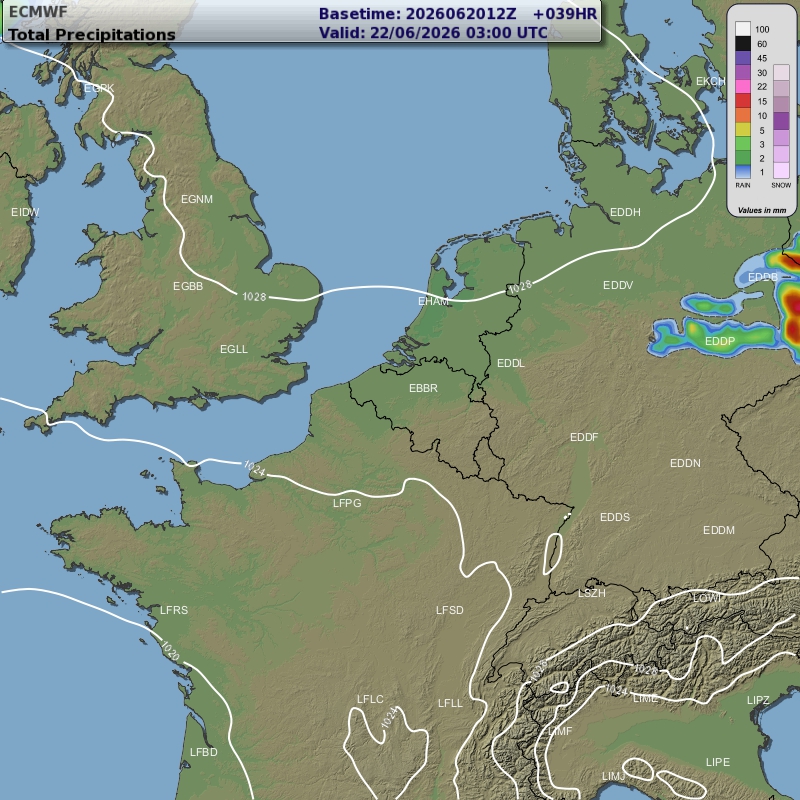 ECMWF
Basetime: 2026062012Z +039HR
Total Precipitations
Valid: 22/06/2026 03:00 UTC
100
60
45
30
22
15
10
5
3
2
1
RAIN SNOW
Values in mm
EGPK
EKCH
EGNM
EIDW
EDDH
EGBB
1028
EHAM
1028
EDDV
EDDB
EGLL
EDDL
EDDP
EBBR
EDDF
1024
EDDN
LFPG
EDDS
EDDM
LFRS
LFSD
LSZH
LOWI
1020
1028
1028
1024
LIME
LFLC
LFLL
LIPZ
1024
LIMF
LFBD
LIPE
LIMJ